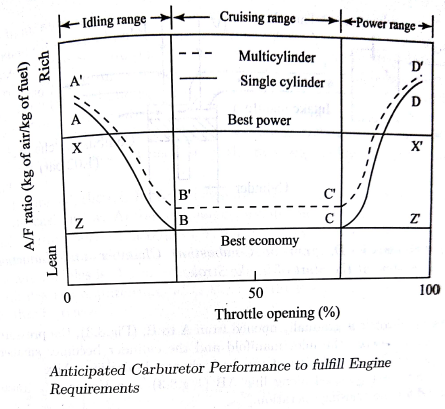 Idling range
Cruising range
Power range
Rich
A/F ratio (kg of air/kg of fuel)
Lean
Multicylinder
Single cylinder
A'
A
D'
D
Best power
X
X'
B'
C'
B
C
Z
Z'
Best economy
0
50
100
Throttle opening (%)
Anticipated Carburetor Performance to fulfill Engine
Requirements